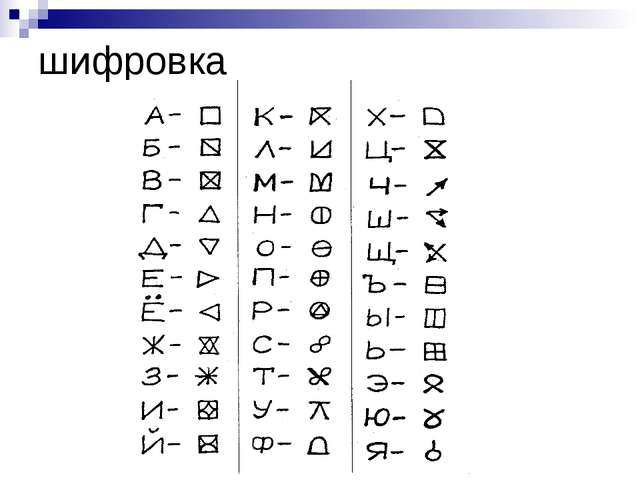 шифровка
А-
Б-
В-
Г-
Д-
Е-
Ё-
Ж-
З-
И-
Й-
К-
Л-
М-
Н-
О-
П-
Р-
С-
Т-
У-
Ф-
Х-
Ц-
Ч-
Ш-
Щ-
Ъ-
Ы-
Ь-
Э-
Ю-
Я-